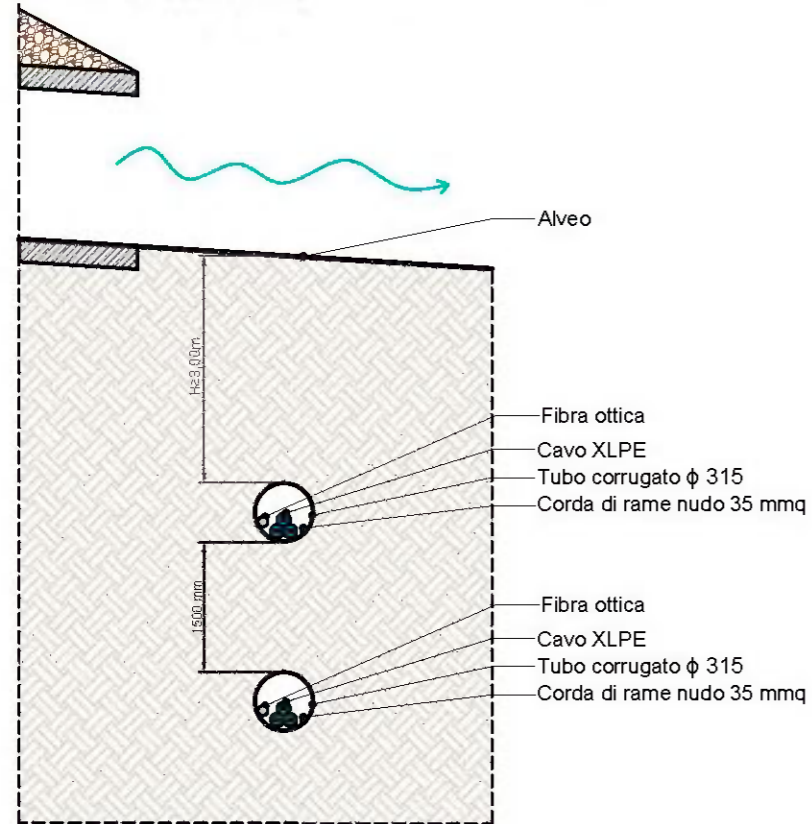 Alveo
H≥3,00m
Fibra ottica
Cavo XLPE
Tubo corrugato ϕ 315
Corda di rame nudo 35 mmq
1500 mm
Fibra ottica
Cavo XLPE
Tubo corrugato ϕ 315
Corda di rame nudo 35 mmq